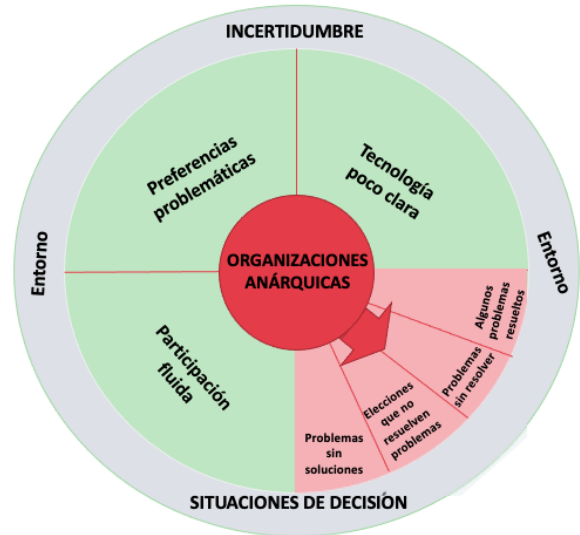 INCERTIDUMBRE
Preferencias
problemáticas
Tecnología
poco clara
Entorno
ORGANIZACIONES
ANÁRQUICAS
Entorno
Algunos
problemas
resueltos
Problemas
sin resolver
Participación
fluida
Elecciones
que no
resuelven
problemas
Problemas
sin
soluciones
SITUACIONES DE DECISIÓN